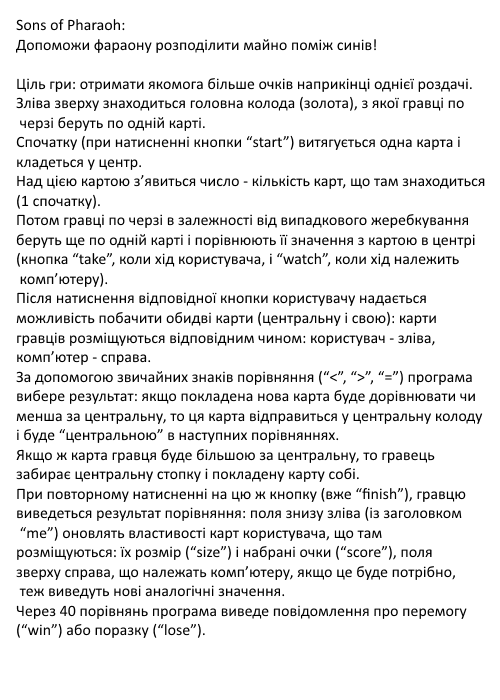 Sons of Pharaoh:
Допоможи фараону розподілити майно поміж синів!
Ціль гри: отримати якомога більше очків наприкінці однієї роздачі.
Зліва зверху знаходиться головна колода (золота), з якої гравці по
черзі беруть по одній карті.
Спочатку (при натисненні кнопки “start”) витягується одна карта і
кладеться у центр.
Над цією картою з’явиться число - кількість карт, що там знаходиться
(1 спочатку).
Потом гравці по черзі в залежності від випадкового жеребкування
беруть ще по одній карті і порівнюють її значення з картою в центрі
(кнопка “take”, коли хід користувача, і “watch”, коли хід належить
комп’ютеру).
Після натиснення відповідної кнопки користувачу надається
можливість побачити обидві карти (центральну і свою): карти
гравців розміщуються відповідним чином: користувач - зліва,
комп’ютер - справа.
За допомогою звичайних знаків порівняння (“<”, “>”, “=”) програма
вибере результат: якщо покладена нова карта буде дорівнювати чи
менша за центральну, то ця карта відправиться у центральну колоду
і буде “центральною” в наступних порівняннях.
Якщо ж карта гравця буде більшою за центральну, то гравець
забирає центральну стопку і покладену карту собі.
При повторному натисненні на цю ж кнопку (вже “finish”), гравцю
виведеться результат порівняння: поля знизу зліва (із заголовком
“me”) оновлять властивості карт користувача, що там
розміщуються: їх розмір (“size”) і набрані очки (“score”), поля
зверху справа, що належать комп’ютеру, якщо це буде потрібно,
теж виведуть нові аналогічні значення.
Через 40 порівнянь програма виведе повідомлення про перемогу
(“win”) або поразку (“lose”).